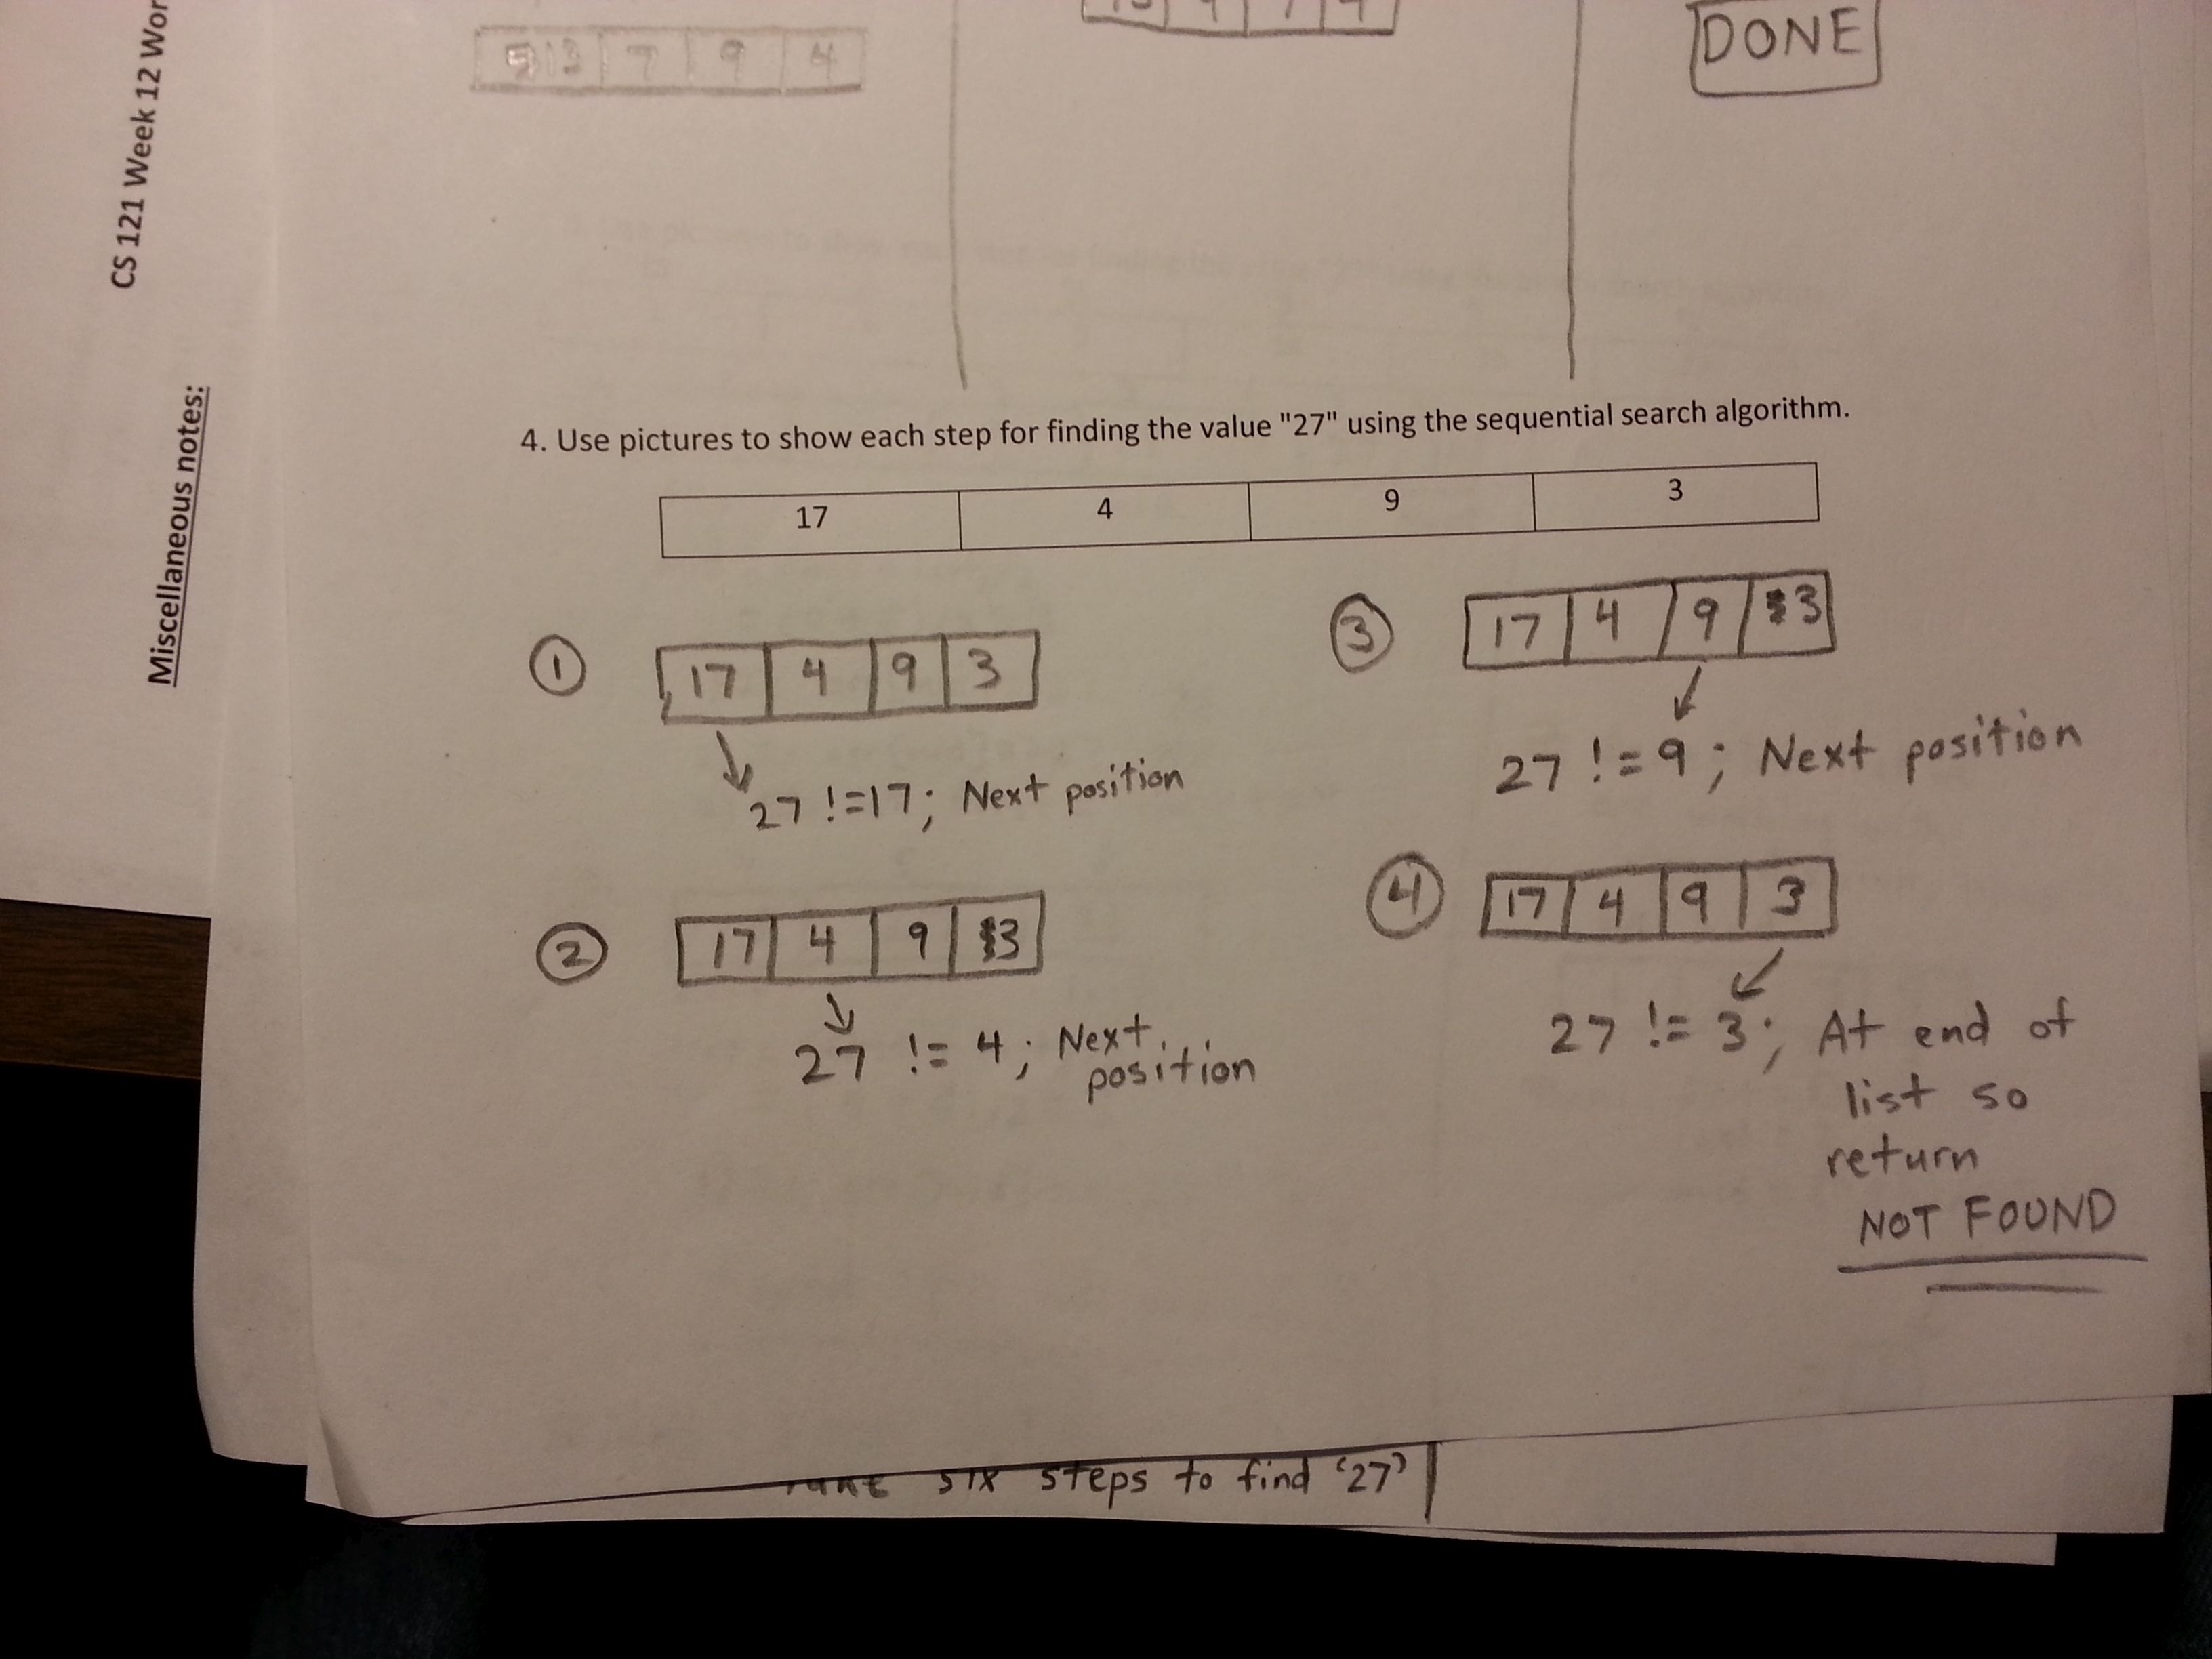 CS 121 Week 12
Miscellaneous notes:
7 9 4
DONE
4. Use pictures to show each step for finding the value "27" using the sequential search algorithm.
17 4 9 3
① 17 4 9 3
27 !=17; Next position
② 17 4 9 3
27 != 4; Next
position
③ 17 4 9 3
27 != 9; Next position
④ 17 4 9 3
27 != 3; At end of
list so
return
NOT FOUND
six steps to find '27'